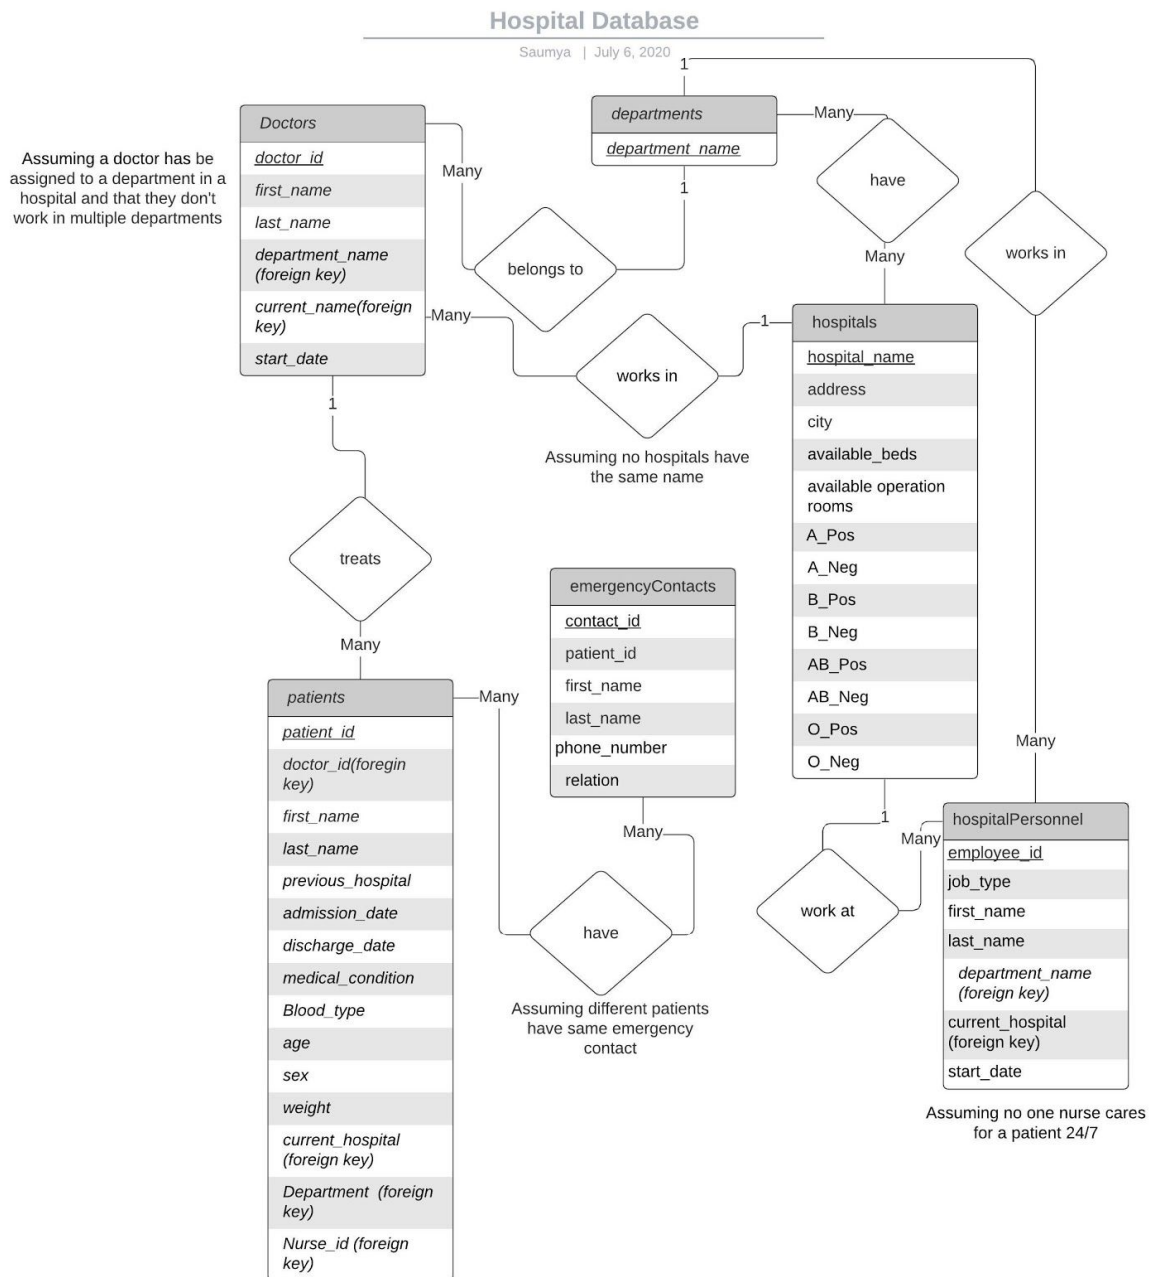 Hospital Database
Saumya | July 6, 2020
1
Doctors
doctor_id
first_name
last_name
department_name
(foreign key)
current_name(foreign
key)
start_date
Assuming a doctor has be
assigned to a department in a
hospital and that they don't
work in multiple departments
departments
department_name
Many
have
Many
Many
belongs to
1
works in
Many
works in
1
Assuming no hospitals have
the same name
hospitals
hospital_name
address
city
available_beds
available operation
rooms
A_Pos
A_Neg
B_Pos
B_Neg
AB_Pos
AB_Neg
O_Pos
O_Neg
1
treats
Many
emergencyContacts
contact_id
patient_id
first_name
last_name
phone_number
relation
patients
patient_id
doctor_id(foregin
key)
first_name
last_name
previous_hospital
admission_date
discharge_date
medical_condition
Blood_type
age
sex
weight
current_hospital
(foreign key)
Department (foreign
key)
Nurse_id (foreign
key)
Many
Many
have
Assuming different patients
have same emergency
contact
Many
1
Many
work at
hospitalPersonnel
employee_id
job_type
first_name
last_name
department_name
(foreign key)
current_hospital
(foreign key)
start_date
Assuming no one nurse cares
for a patient 24/7